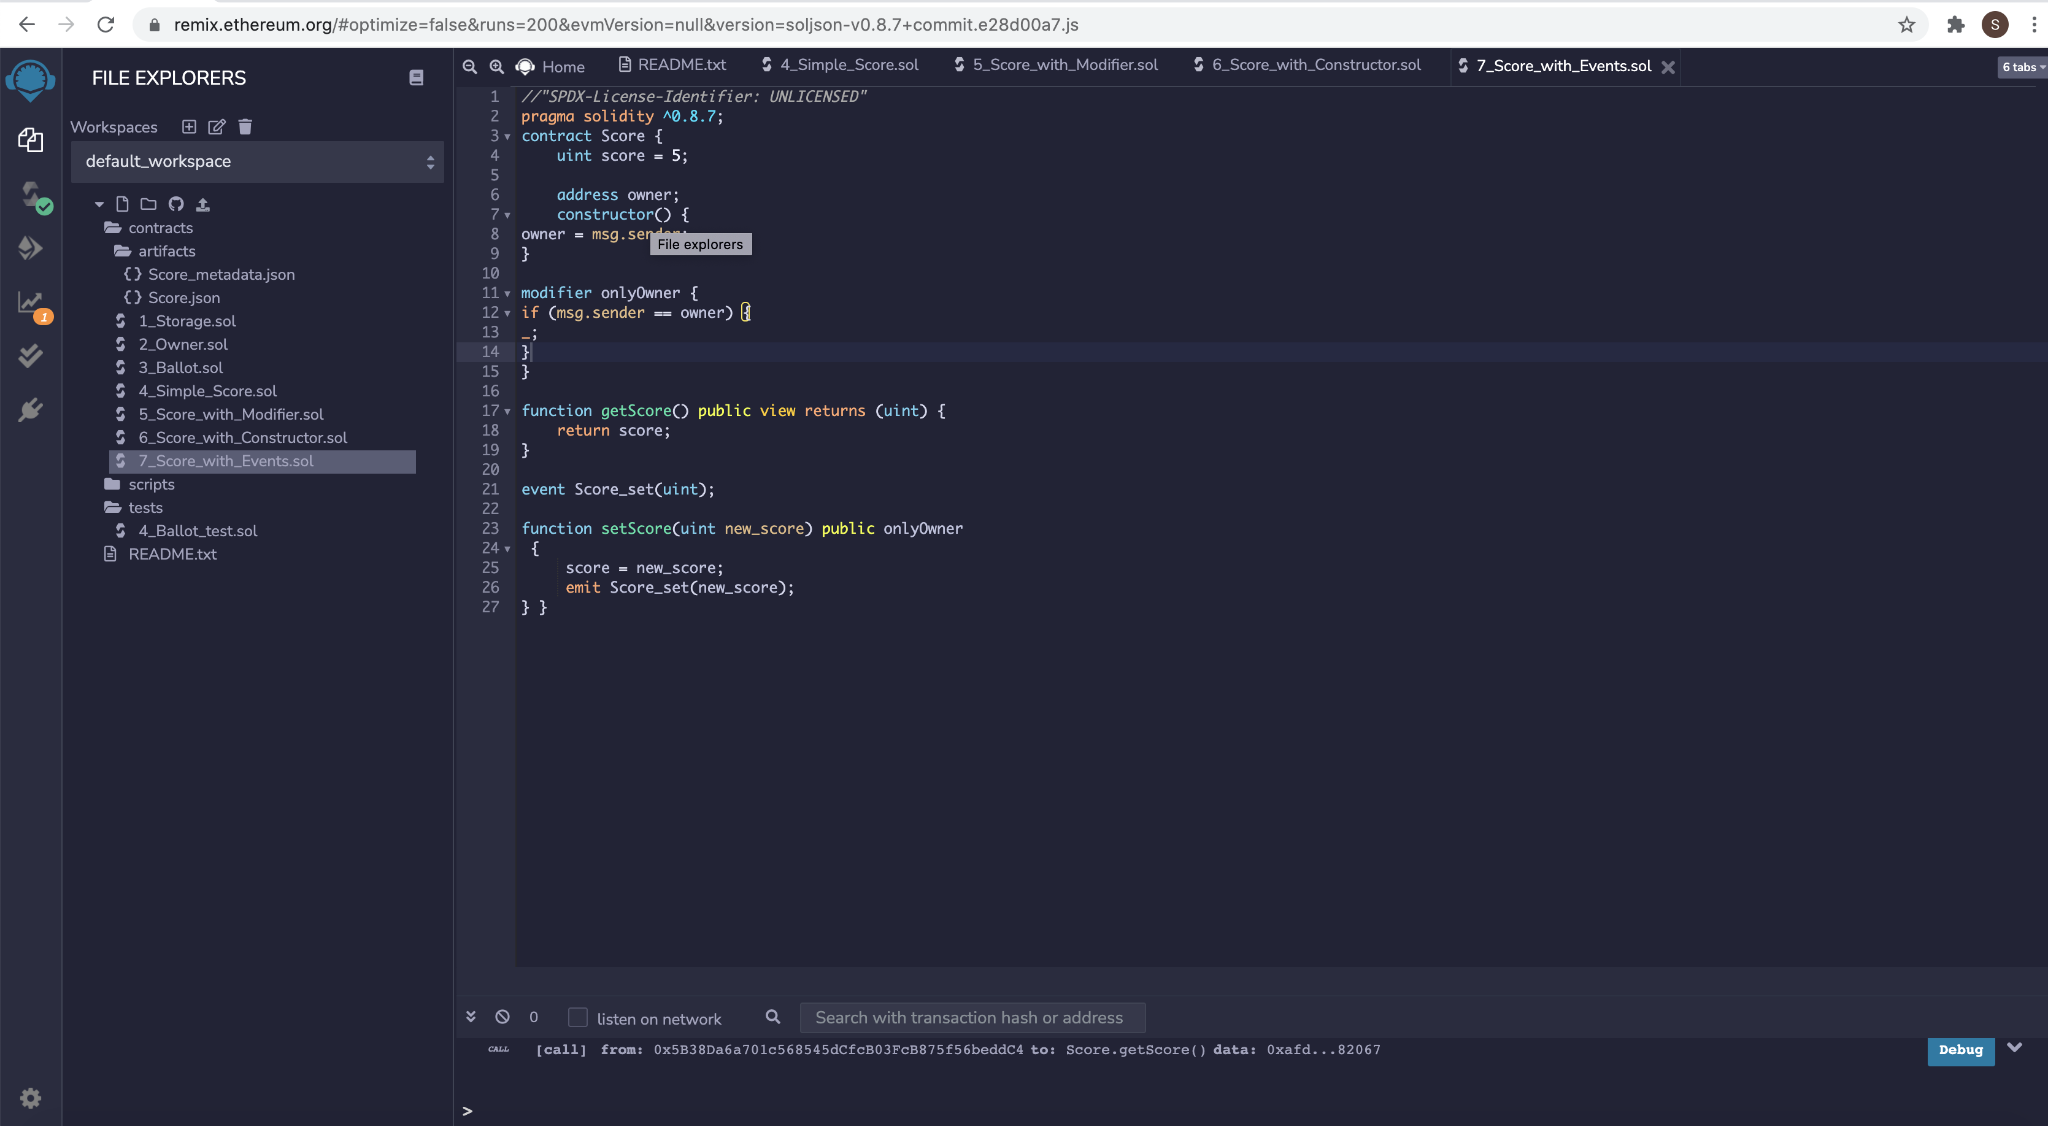 remix.ethereum.org/#optimize=false&runs=200&evmVersion=null&version=soljson-v0.8.7+commit.e28d00a7.js
S
FILE EXPLORERS
Workspaces
default_workspace
contracts
artifacts
{} Score_metadata.json
{} Score.json
1_Storage.sol
2_Owner.sol
3_Ballot.sol
4_Simple_Score.sol
5_Score_with_Modifier.sol
6_Score_with_Constructor.sol
7_Score_with_Events.sol
scripts
tests
4_Ballot_test.sol
README.txt
1
Home
README.txt
4_Simple_Score.sol
5_Score_with_Modifier.sol
6_Score_with_Constructor.sol
7_Score_with_Events.sol
6 tabs
1 //"SPDX-License-Identifier: UNLICENSED"
2 pragma solidity ^0.8.7;
3 contract Score {
4 uint score = 5;
5
6 address owner;
7 constructor() {
8 owner = msg.sender;
File explorers
9 }
10
11 modifier onlyOwner {
12 if (msg.sender == owner) {
13 _;
14 }
15 }
16
17 function getScore() public view returns (uint) {
18 return score;
19 }
20
21 event Score_set(uint);
22
23 function setScore(uint new_score) public onlyOwner
24 {
25 score = new_score;
26 emit Score_set(new_score);
27 } }
0
listen on network
Search with transaction hash or address
CALL [call] from: 0x5B38Da6a701c568545dCfcB03FcB875f56beddC4 to: Score.getScore() data: 0xafd...82067
Debug
>